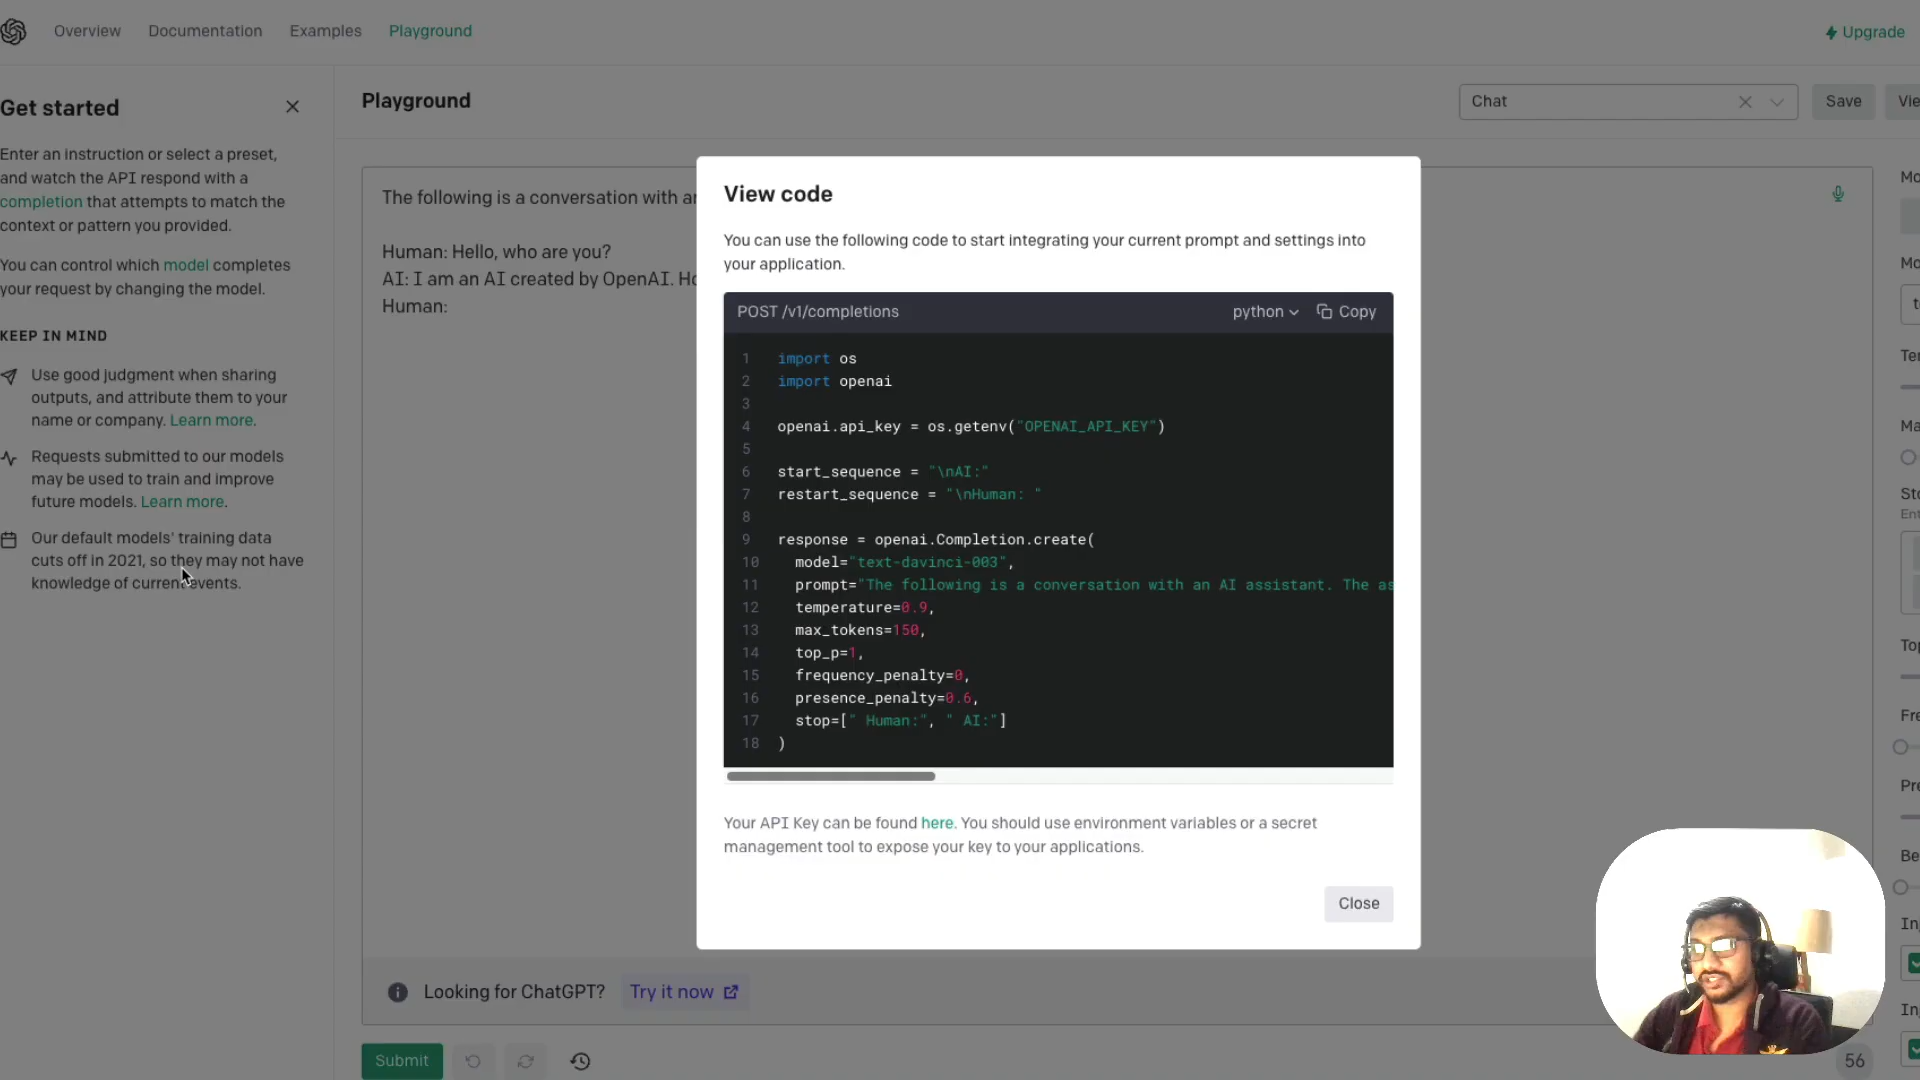 Overview Documentation Examples Playground
Upgrade
Get started
Enter an instruction or select a preset,
and watch the API respond with a
completion that attempts to match the
context or pattern you provided.
You can control which model completes
your request by changing the model.
KEEP IN MIND
Use good judgment when sharing
outputs, and attribute them to your
name or company. Learn more.
Requests submitted to our models
may be used to train and improve
future models. Learn more.
Our default models' training data
cuts off in 2021, so they may not have
knowledge of current events.
Playground
Chat
Save
The following is a conversation with
Human: Hello, who are you?
AI: I am an AI created by OpenAI.
Human:
View code
You can use the following code to start integrating your current prompt and settings into
your application.
POST /v1/completions python Copy
1 import os
2 import openai
3
4 openai.api_key = os.getenv("OPENAI_API_KEY")
5
6 start_sequence = "\nAI:"
7 restart_sequence = "\nHuman: "
8
9 response = openai.Completion.create(
10 model="text-davinci-003",
11 prompt="The following is a conversation with an AI assistant. The as
12 temperature=0.9,
13 max_tokens=150,
14 top_p=1,
15 frequency_penalty=0,
16 presence_penalty=0.6,
17 stop=[" Human:", " AI:"]
18 )
Your API Key can be found here. You should use environment variables or a secret
management tool to expose your key to your applications.
Close
Looking for ChatGPT? Try it now
Submit
56